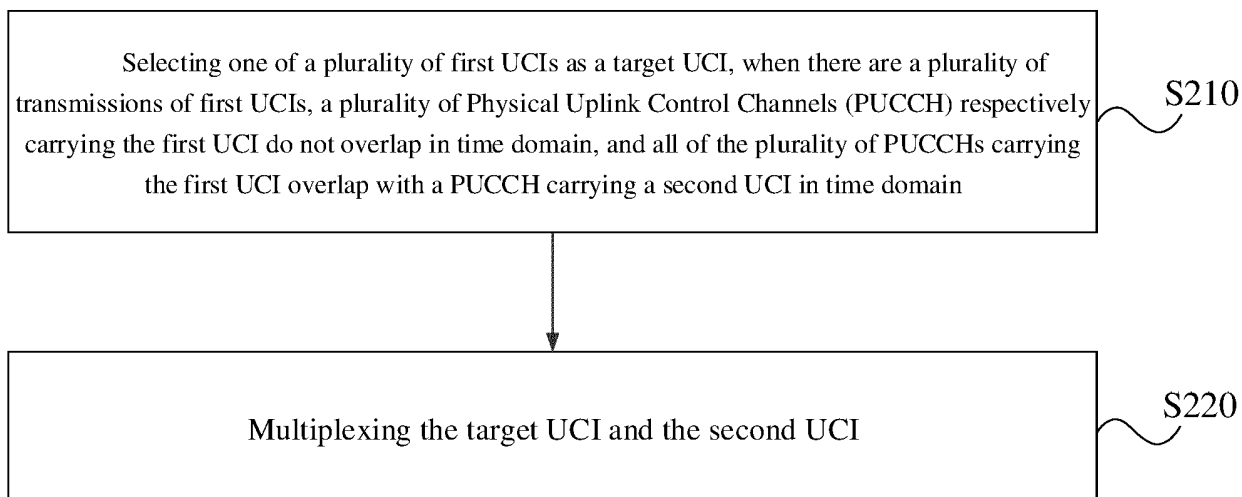 Selecting one of a plurality of first UCIs as a target UCI, when there are a plurality of
transmissions of first UCIs, a plurality of Physical Uplink Control Channels (PUCCH) respectively
carrying the first UCI do not overlap in time domain, and all of the plurality of PUCCHs carrying
the first UCI overlap with a PUCCH carrying a second UCI in time domain
S210
Multiplexing the target UCI and the second UCI
S220